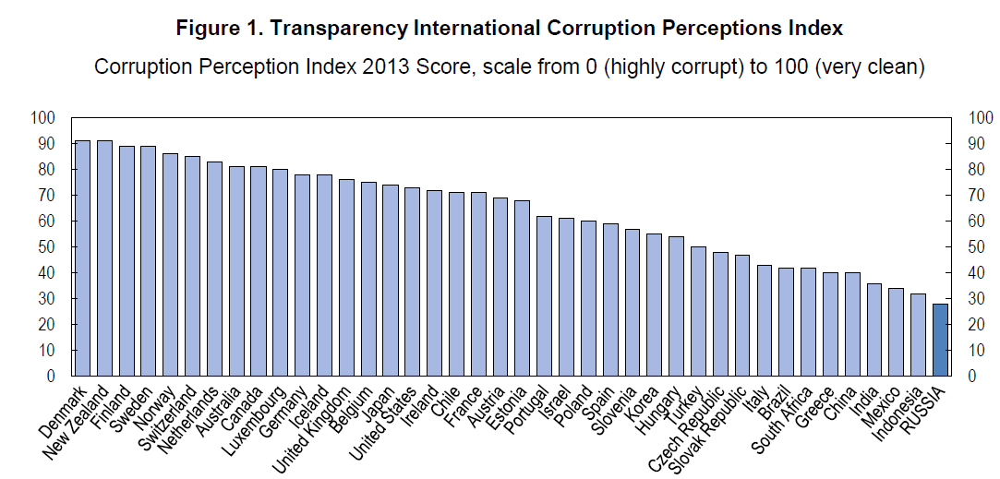 Figure 1. Transparency International Corruption Perceptions Index
Corruption Perception Index 2013 Score, scale from 0 (highly corrupt) to 100 (very clean)
100 100
90 90
80 80
70 70
60 60
50 50
40 40
30 30
20 20
10 10
0 0
Denmark
New Zealand
Finland
Sweden
Norway
Switzerland
Netherlands
Australia
Canada
Luxembourg
Germany
Iceland
United Kingdom
Belgium
Japan
United States
Ireland
Chile
France
Austria
Estonia
Portugal
Israel
Poland
Spain
Slovenia
Korea
Hungary
Turkey
Czech Republic
Slovak Republic
Italy
Brazil
South Africa
Greece
China
India
Mexico
Indonesia
RUSSIA